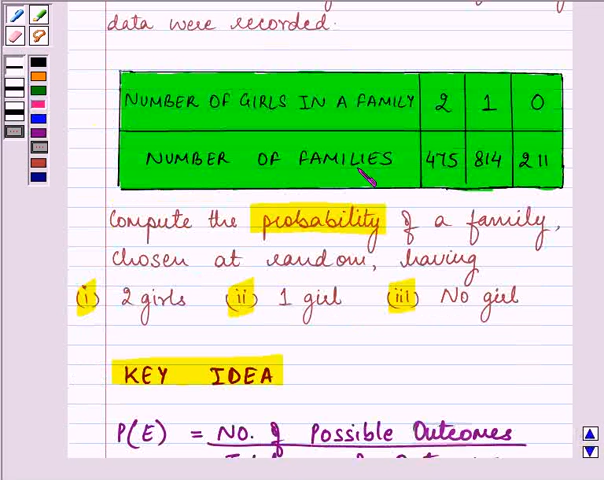 data were recorded.
NUMBER OF GIRLS IN A FAMILY 2 1 0
NUMBER OF FAMILIES 475 814 211
Compute the probability of a family,
chosen at random, having
(i) 2 girls (ii) 1 girl (iii) No girl
KEY IDEA
P(E) = NO. of Possible Outcomes